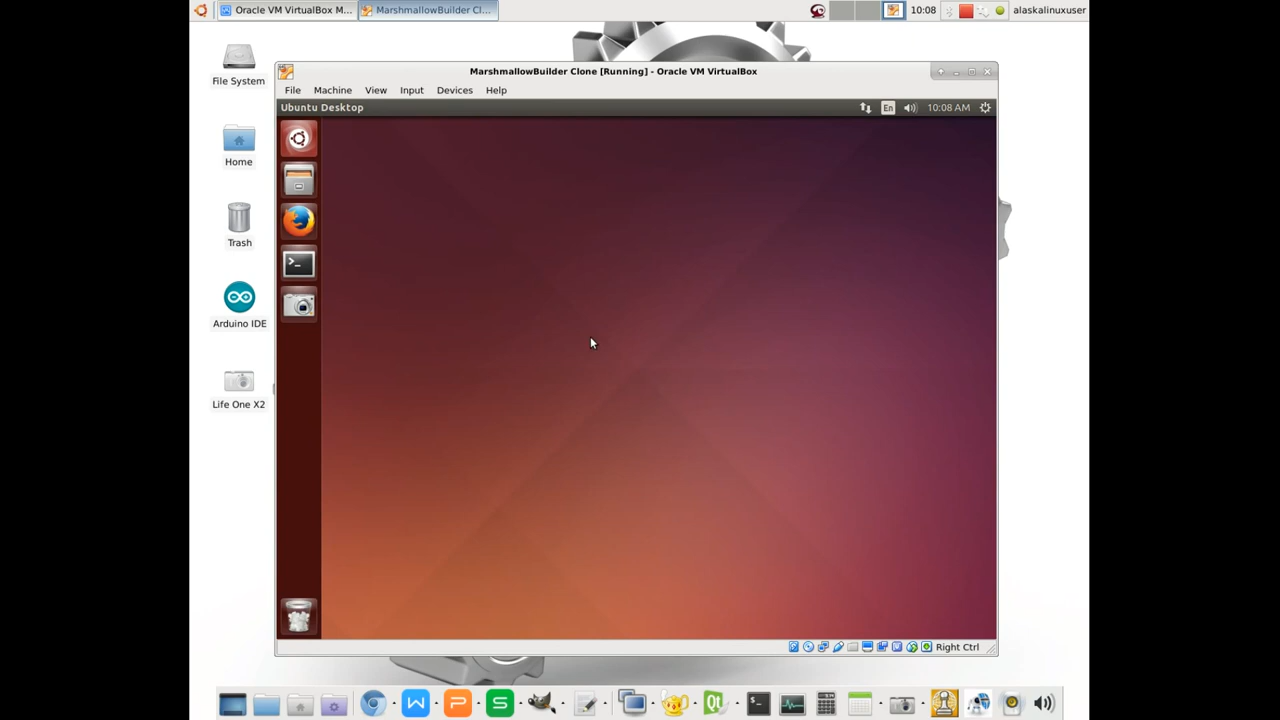 Oracle VM VirtualBox M... MarshmallowBuilder Cl... 10:08 alaskalinuxuser
File System
Home
Trash
Arduino IDE
Life One X2
MarshmallowBuilder Clone [Running] - Oracle VM VirtualBox
File Machine View Input Devices Help
Ubuntu Desktop En 10:08 AM
>_
Right Ctrl
W P S Qt